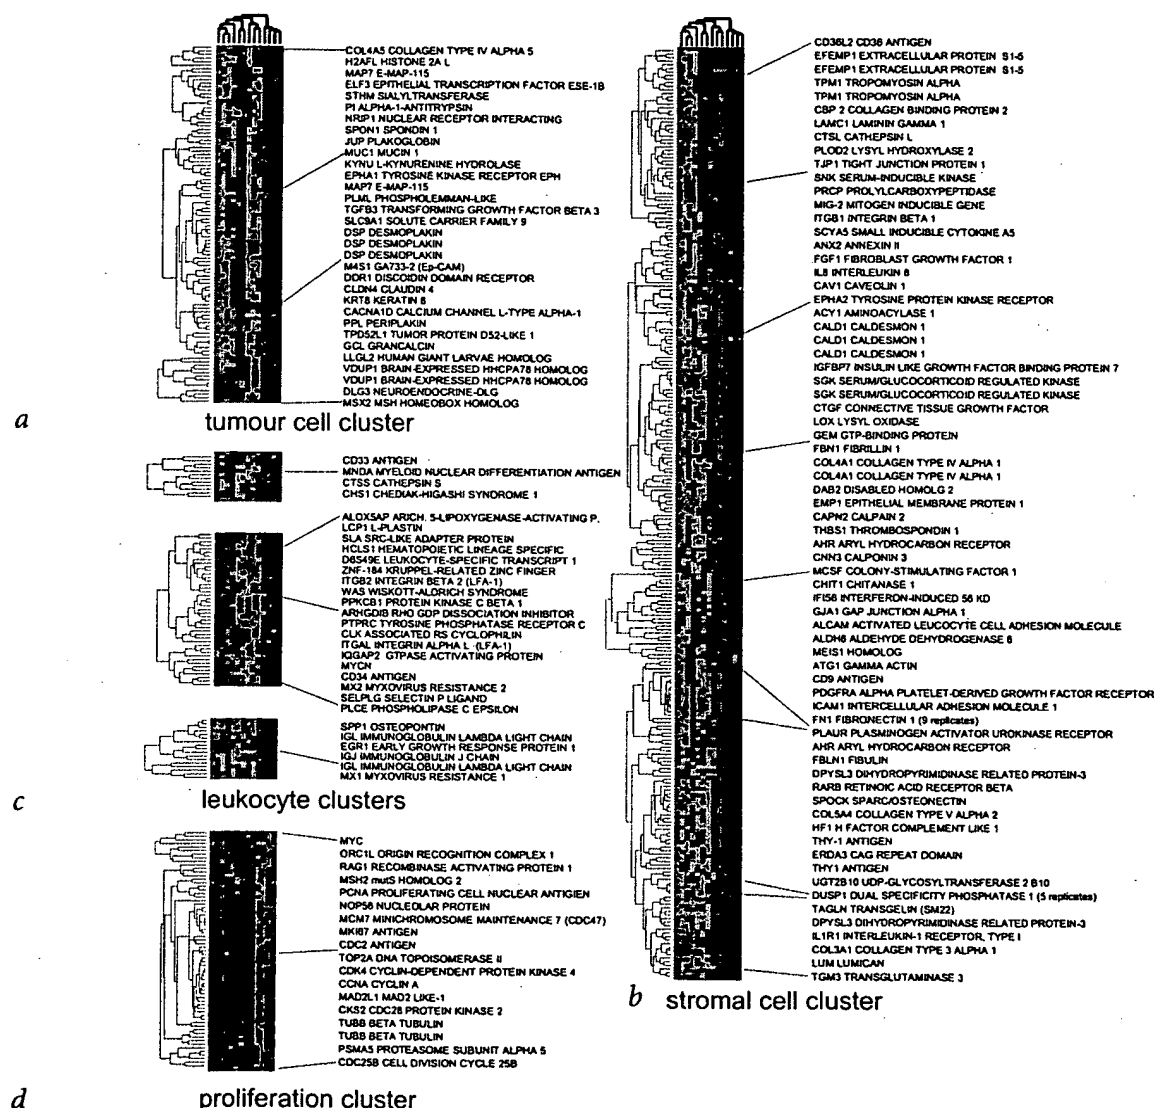 COL4A5 COLLAGEN TYPE IV ALPHA 5
H2AFL HISTONE 2A L
MAP7 E-MAP-115
ELF3 EPITHELIAL TRANSCRIPTION FACTOR ESE-1B
STHM SIALYLTRANSFERASE
PI ALPHA-1-ANTITRYPSIN
NRIP1 NUCLEAR RECEPTOR INTERACTING
SPON1 SPONDIN 1
JUP PLAKOGLOBIN
MUC1 MUCIN 1
KYNU L-KYNURENINE HYDROLASE
EPHA1 TYROSINE KINASE RECEPTOR EPH
MAP7 E-MAP-115
PLML PHOSPHOLEMMAN-LIKE
TGFB3 TRANSFORMING GROWTH FACTOR BETA 3
SLC9A1 SOLUTE CARRIER FAMILY 9
DSP DESMOPLAKIN
DSP DESMOPLAKIN
DSP DESMOPLAKIN
M4S1 GA733-2 (Ep-CAM)
DDR1 DISCOIDIN DOMAIN RECEPTOR
CLDN4 CLAUDIN 4
KRT8 KERATIN 8
CACNA1D CALCIUM CHANNEL L-TYPE ALPHA-1
PPL PERIPLAKIN
TPD52L1 TUMOR PROTEIN D52-LIKE 1
GCL GRANCALCIN
LLGL2 HUMAN GIANT LARVAE HOMOLOG
VDUP1 BRAIN-EXPRESSED HHCPA78 HOMOLOG
VDUP1 BRAIN-EXPRESSED HHCPA78 HOMOLOG
DLG3 NEUROENDOCRINE-DLG
MSX2 MSH HOMEOBOX HOMOLOG
a tumour cell cluster
CD33 ANTIGEN
MNDA MYELOID NUCLEAR DIFFERENTIATION ANTIGEN
CTSS CATHEPSIN S
CHS1 CHEDIAK-HIGASHI SYNDROME 1
ALOX5AP ARICH. 5-LIPOXYGENASE-ACTIVATING P.
LCP1 L-PLASTIN
SLA SRC-LIKE ADAPTER PROTEIN
HCLS1 HEMATOPOIETIC LINEAGE SPECIFIC
D6S49E LEUKOCYTE-SPECIFIC TRANSCRIPT 1
ZNF-184 KRUPPEL-RELATED ZINC FINGER
ITGB2 INTEGRIN BETA 2 (LFA-1)
WAS WISKOTT-ALDRICH SYNDROME
PPKCB1 PROTEIN KINASE C BETA 1
ARHGDIB RHO GDP DISSOCIATION INHIBITOR
PTPRC TYROSINE PHOSPHATASE RECEPTOR C
CLK ASSOCIATED RS CYCLOPHILIN
ITGAL INTEGRIN ALPHA L (LFA-1)
IQGAP2 GTPASE ACTIVATING PROTEIN
MYCN
CD34 ANTIGEN
MX2 MYXOVIRUS RESISTANCE 2
SELPLG SELECTIN P LIGAND
PLCE PHOSPHOLIPASE C EPSILON
SPP1 OSTEOPONTIN
IGL IMMUNOGLOBULIN LAMBDA LIGHT CHAIN
EGR1 EARLY GROWTH RESPONSE PROTEIN 1
IGJ IMMUNOGLOBULIN J CHAIN
IGL IMMUNOGLOBULIN LAMBDA LIGHT CHAIN
MX1 MYXOVIRUS RESISTANCE 1
c leukocyte clusters
MYC
ORC1L ORIGIN RECOGNITION COMPLEX 1
RAG1 RECOMBINASE ACTIVATING PROTEIN 1
MSH2 mutS HOMOLOG 2
PCNA PROLIFERATING CELL NUCLEAR ANTIGIEN
NOP56 NUCLEOLAR PROTEIN
MCM7 MINICHROMOSOME MAINTENANCE 7 (CDC47)
MKI67 ANTIGEN
CDC2 ANTIGEN
TOP2A DNA TOPOISOMERASE II
CDK4 CYCLIN-DEPENDENT PROTEIN KINASE 4
CCNA CYCLIN A
MAD2L1 MAD2 LIKE-1
CKS2 CDC28 PROTEIN KINASE 2
TUBB BETA TUBULIN
TUBB BETA TUBULIN
PSMA5 PROTEASOME SUBUNIT ALPHA 5
CDC25B CELL DIVISION CYCLE 25B
d proliferation cluster
CD36L2 CD36 ANTIGEN
EFEMP1 EXTRACELLULAR PROTEIN S1-5
EFEMP1 EXTRACELLULAR PROTEIN S1-5
TPM1 TROPOMYOSIN ALPHA
TPM1 TROPOMYOSIN ALPHA
CBP 2 COLLAGEN BINDING PROTEIN 2
LAMC1 LAMININ GAMMA 1
CTSL CATHEPSIN L
PLOD2 LYSYL HYDROXYLASE 2
TJP1 TIGHT JUNCTION PROTEIN 1
SNK SERUM-INDUCIBLE KINASE
PRCP PROLYLCARBOXYPEPTIDASE
MIG-2 MITOGEN INDUCIBLE GENE
ITGB1 INTEGRIN BETA 1
SCYA5 SMALL INDUCIBLE CYTOKINE A5
ANX2 ANNEXIN II
FGF1 FIBROBLAST GROWTH FACTOR 1
IL8 INTERLEUKIN 8
CAV1 CAVEOLIN 1
EPHA2 TYROSINE PROTEIN KINASE RECEPTOR
ACY1 AMINOACYLASE 1
CALD1 CALDESMON 1
CALD1 CALDESMON 1
CALD1 CALDESMON 1
IGFBP7 INSULIN LIKE GROWTH FACTOR BINDING PROTEIN 7
SGK SERUM/GLUCOCORTICOID REGULATED KINASE
SGK SERUM/GLUCOCORTICOID REGULATED KINASE
CTGF CONNECTIVE TISSUE GROWTH FACTOR
LOX LYSYL OXIDASE
GEM GTP-BINDING PROTEIN
FBN1 FIBRILLIN 1
COL4A1 COLLAGEN TYPE IV ALPHA 1
COL4A1 COLLAGEN TYPE IV ALPHA 1
DAB2 DISABLED HOMOLG 2
EMP1 EPITHELIAL MEMBRANE PROTEIN 1
CAPN2 CALPAIN 2
THBS1 THROMBOSPONDIN 1
AHR ARYL HYDROCARBON RECEPTOR
CNN3 CALPONIN 3
MCSF COLONY-STIMULATING FACTOR 1
CHIT1 CHITANASE 1
IFI56 INTERFERON-INDUCED 56 KD
GJA1 GAP JUNCTION ALPHA 1
ALCAM ACTIVATED LEUCOCYTE CELL ADHESION MOLECULE
ALDH6 ALDEHYDE DEHYDROGENASE 6
MEIS1 HOMOLOG
ATG1 GAMMA ACTIN
CD9 ANTIGEN
PDGFRA ALPHA PLATELET-DERIVED GROWTH FACTOR RECEPTOR
ICAM1 INTERCELLULAR ADHESION MOLECULE 1
FN1 FIBRONECTIN 1 (9 replicates)
PLAUR PLASMINOGEN ACTIVATOR UROKINASE RECEPTOR
AHR ARYL HYDROCARBON RECEPTOR
FBLN1 FIBULIN
DPYSL3 DIHYDROPYRIMIDINASE RELATED PROTEIN-3
RARB RETINOIC ACID RECEPTOR BETA
SPOCK SPARC/OSTEONECTIN
COL5A4 COLLAGEN TYPE V ALPHA 2
HF1 H FACTOR COMPLEMENT LIKE 1
THY-1 ANTIGEN
ERDA3 CAG REPEAT DOMAIN
THY1 ANTIGEN
UGT2B10 UDP-GLYCOSYLTRANSFERASE 2 B10
DUSP1 DUAL SPECIFICITY PHOSPHATASE 1 (5 replicates)
TAGLN TRANSGELIN (SM22)
DPYSL3 DIHYDROPYRIMIDINASE RELATED PROTEIN-3
IL1R1 INTERLEUKIN-1 RECEPTOR, TYPE I
COL3A1 COLLAGEN TYPE 3 ALPHA 1
LUM LUMICAN
TGM3 TRANSGLUTAMINASE 3
b stromal cell cluster